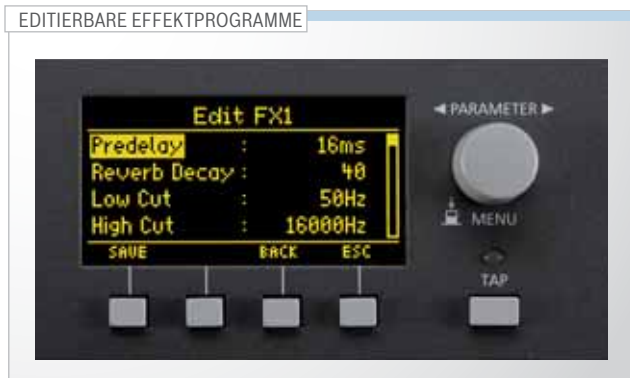 EDITIERBARE EFFEKTPROGRAMME
Edit FX1
Predelay : 16ms
Reverb Decay : 40
Low Cut : 50Hz
High Cut : 16000Hz
SAVE BACK ESC
◄ PARAMETER ►
MENU
TAP